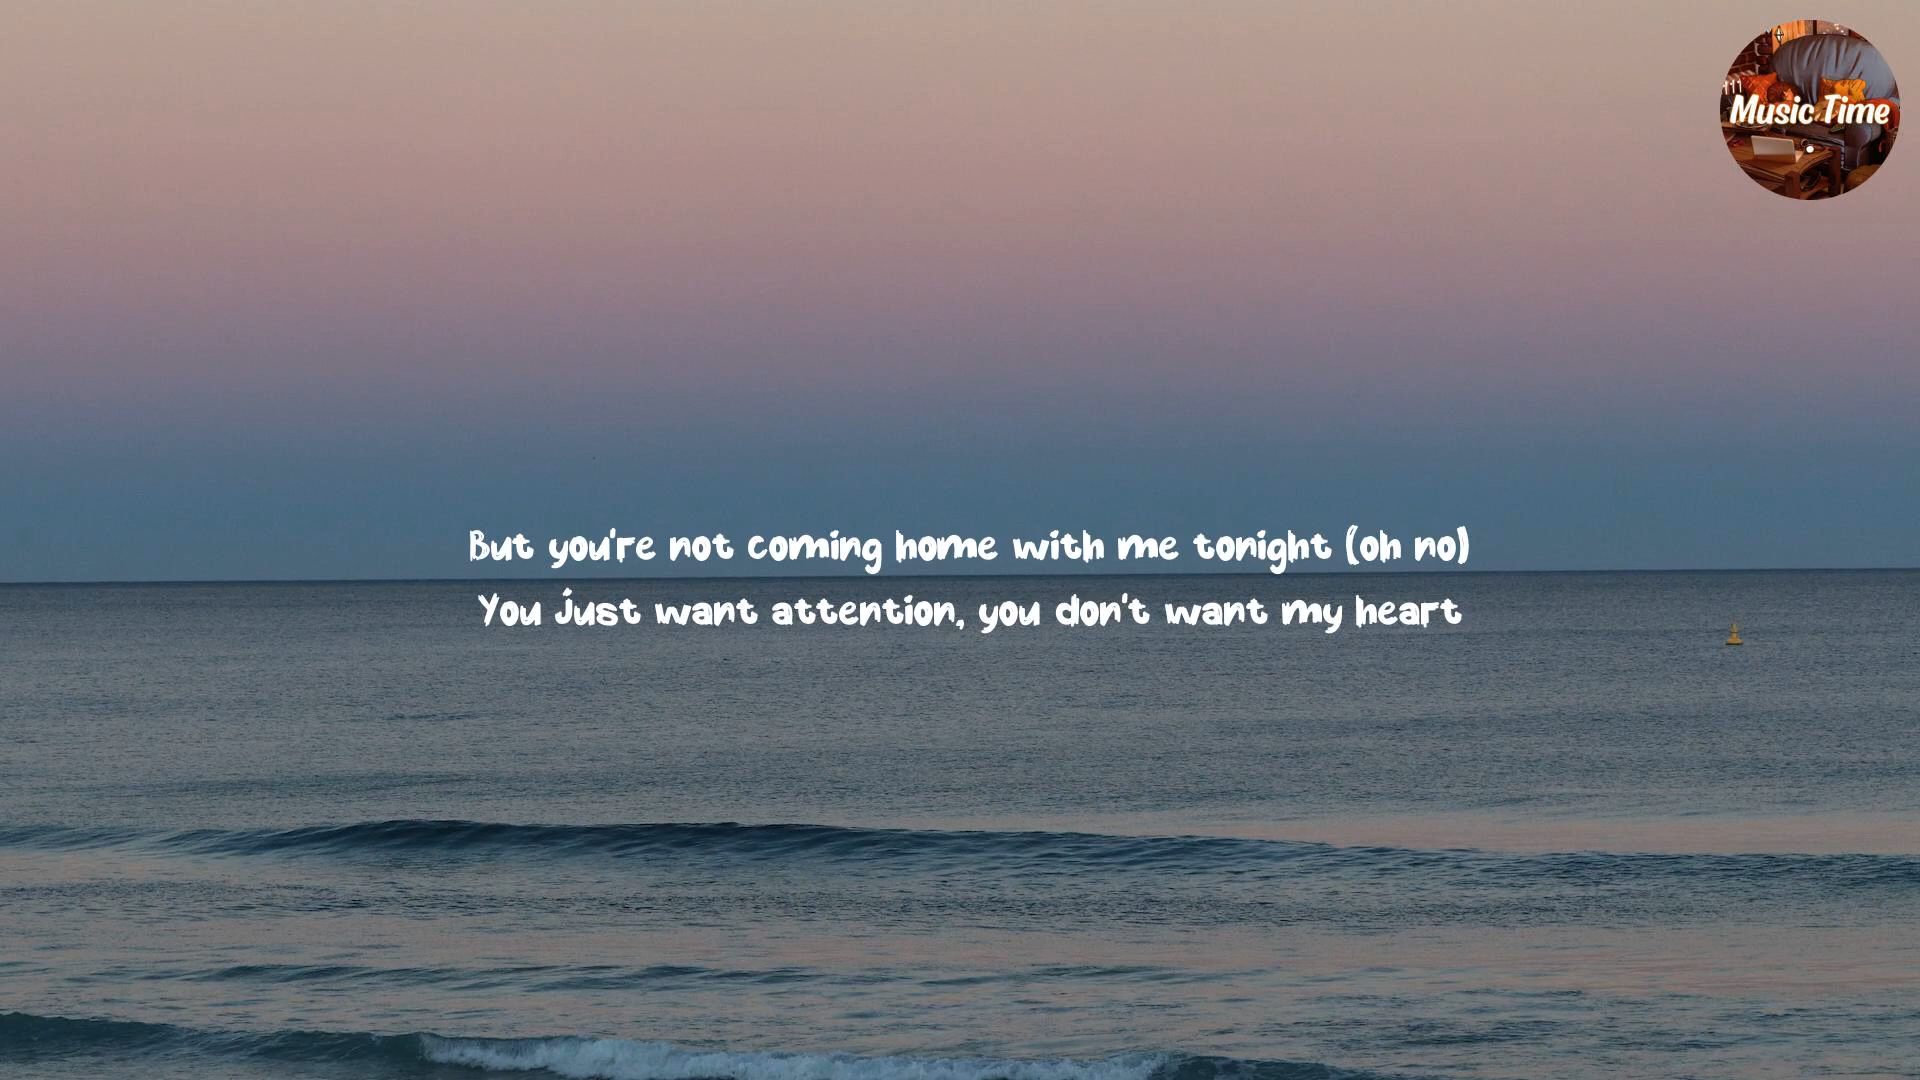 Music Time
But you're not coming home with me tonight (oh no)
You just want attention, you don't want my heart